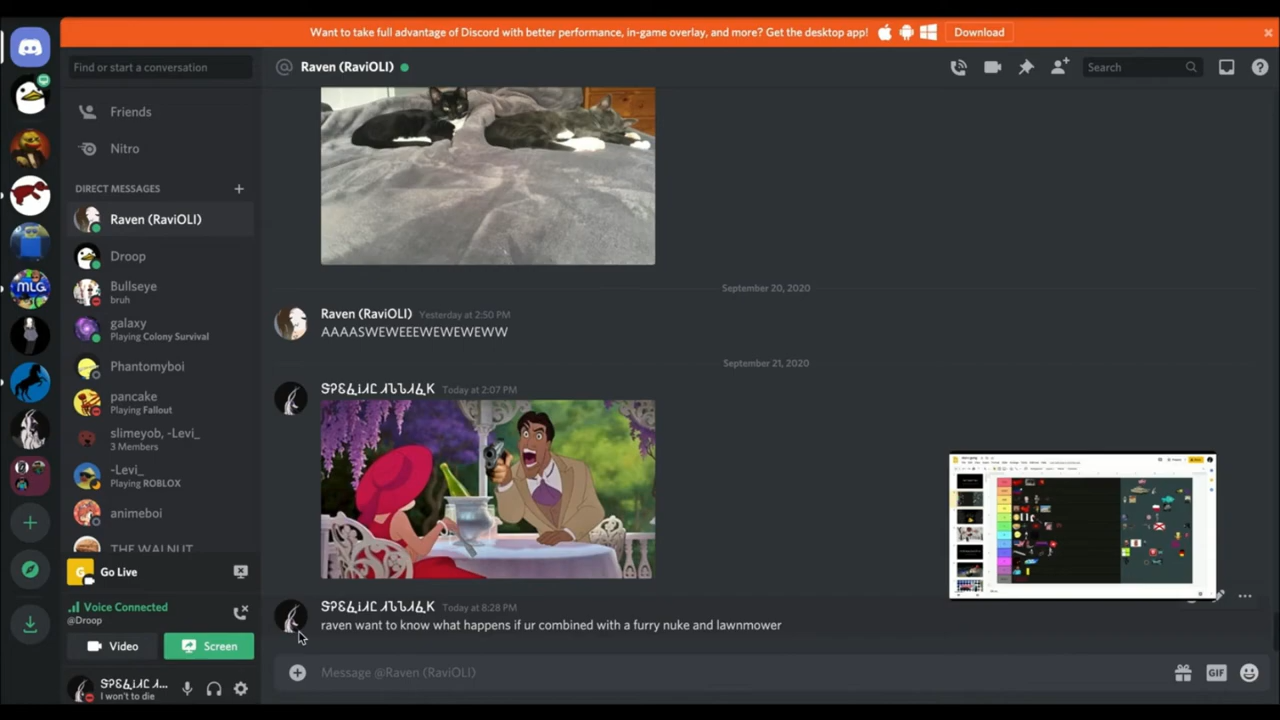 Want to take full advantage of Discord with better performance, in-game overlay, and more? Get the desktop app!
Download
Find or start a conversation
Raven (RaviOLI)
Search
Friends
Nitro
DIRECT MESSAGES
Raven (RaviOLI)
Droop
Bullseye
bruh
galaxy
Playing Colony Survival
Phantomyboi
pancake
Playing Fallout
slimeyob, -Levi_
3 Members
-Levi_
Playing ROBLOX
animeboi
THE WALNUT
MLG
Go Live
Voice Connected
@Droop
Video
Screen
I won't to die
September 20, 2020
Raven (RaviOLI) Yesterday at 2:50 PM
AAAASWEWEEEWEWEWEWW
September 21, 2020
Today at 2:07 PM
Today at 8:28 PM
raven want to know what happens if ur combined with a furry nuke and lawnmower
Message @Raven (RaviOLI)
GIF